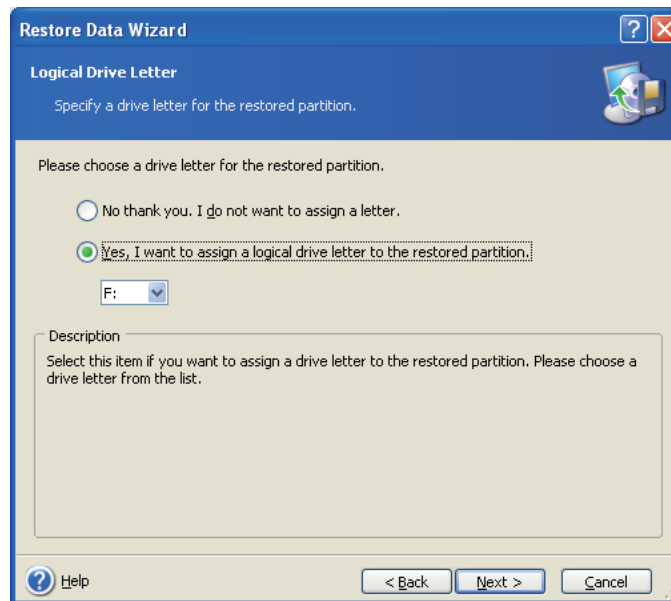 Restore Data Wizard
Logical Drive Letter
Specify a drive letter for the restored partition.
Please choose a drive letter for the restored partition.
No thank you. I do not want to assign a letter.
Yes, I want to assign a logical drive letter to the restored partition.
F:
Description
Select this item if you want to assign a drive letter to the restored partition. Please choose a
drive letter from the list.
Help
< Back
Next >
Cancel